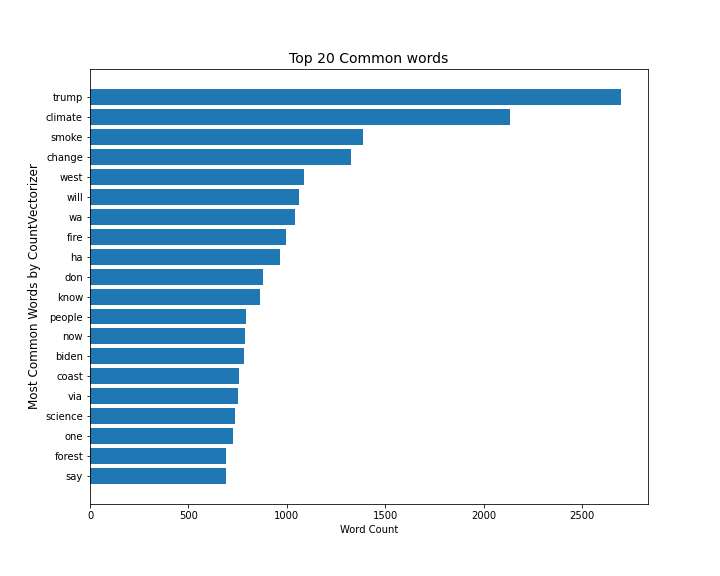 Top 20 Common words
Most Common Words by CountVectorizer
trump
climate
smoke
change
west
will
wa
fire
ha
don
know
people
now
biden
coast
via
science
one
forest
say
0 500 1000 1500 2000 2500
Word Count